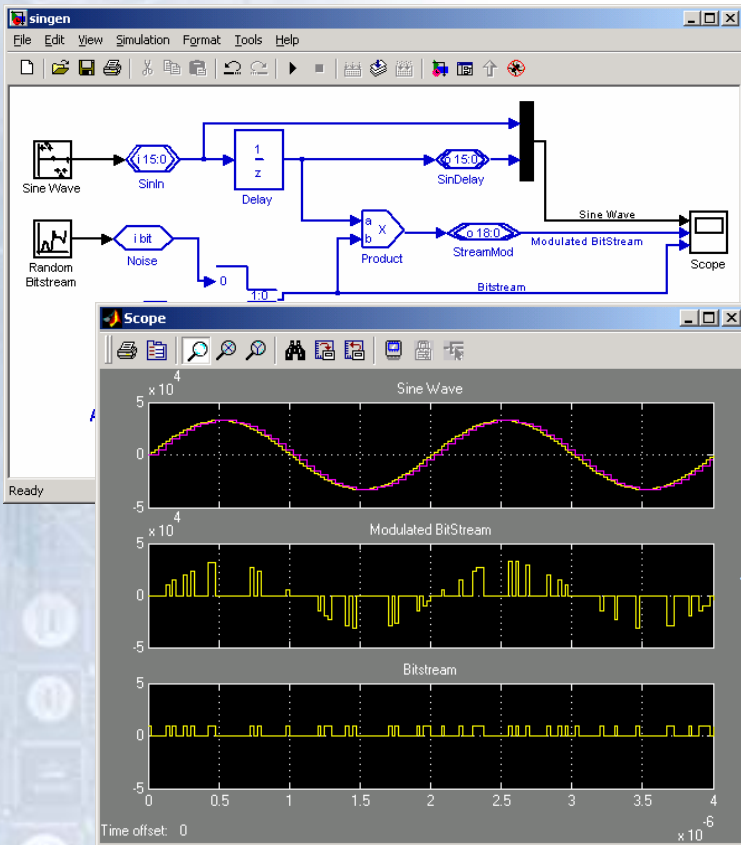 singen
File Edit View Simulation Format Tools Help
i 15:0
Sine Wave
SinIn
1
z
Delay
o 15:0
SinDelay
a
b
X
Product
o 18:0
StreamMod
Sine Wave
Modulated BitStream
Bitstream
Scope
i bit
Random
Bitstream
Noise
0
1:0
Ready
Scope
x 10 4
Sine Wave
5
0
-5
x 10 4
Modulated BitStream
5
0
-5
Bitstream
5
0
-5
0 0.5 1 1.5 2 2.5 3 3.5 4
Time offset: 0
x 10 -6